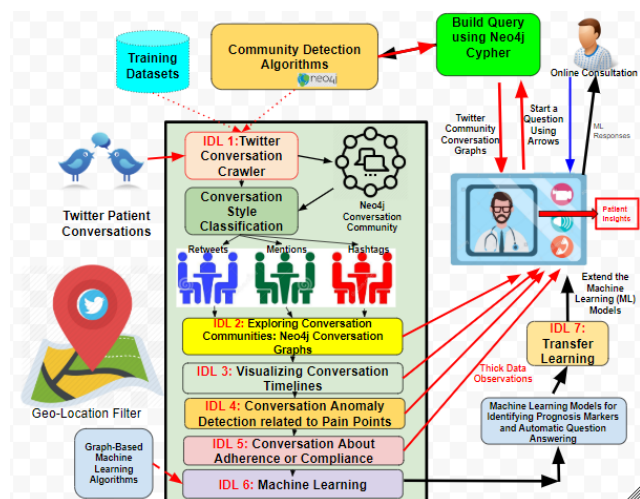 Training
Datasets
Community Detection
Algorithms
neo4j
Build Query
using Neo4j
Cypher
Online Consultation
Twitter
Community
Conversation
Graphs
Start a
Question
Using
Arrows
ML
Responses
IDL 1:Twitter
Conversation
Crawler
Neo4j
Conversation
Community
Twitter Patient
Conversations
Conversation
Style
Classification
Retweets
Mentions
Hashtags
Patient
Insights
IDL 2: Exploring Conversation
Communities: Neo4j Conversation
Graphs
IDL 3: Visualizing Conversation
Timelines
IDL 4: Conversation Anomaly
Detection related to Pain Points
IDL 5: Conversation About
Adherence or Compliance
IDL 6: Machine Learning
Geo-Location Filter
Graph-Based
Machine
Learning
Algorithms
Thick Data
Observations
Extend the
Machine
Learning (ML)
Models
IDL 7:
Transfer
Learning
Machine Learning Models for
Identifying Prognosis Markers
and Automatic Question
Answering